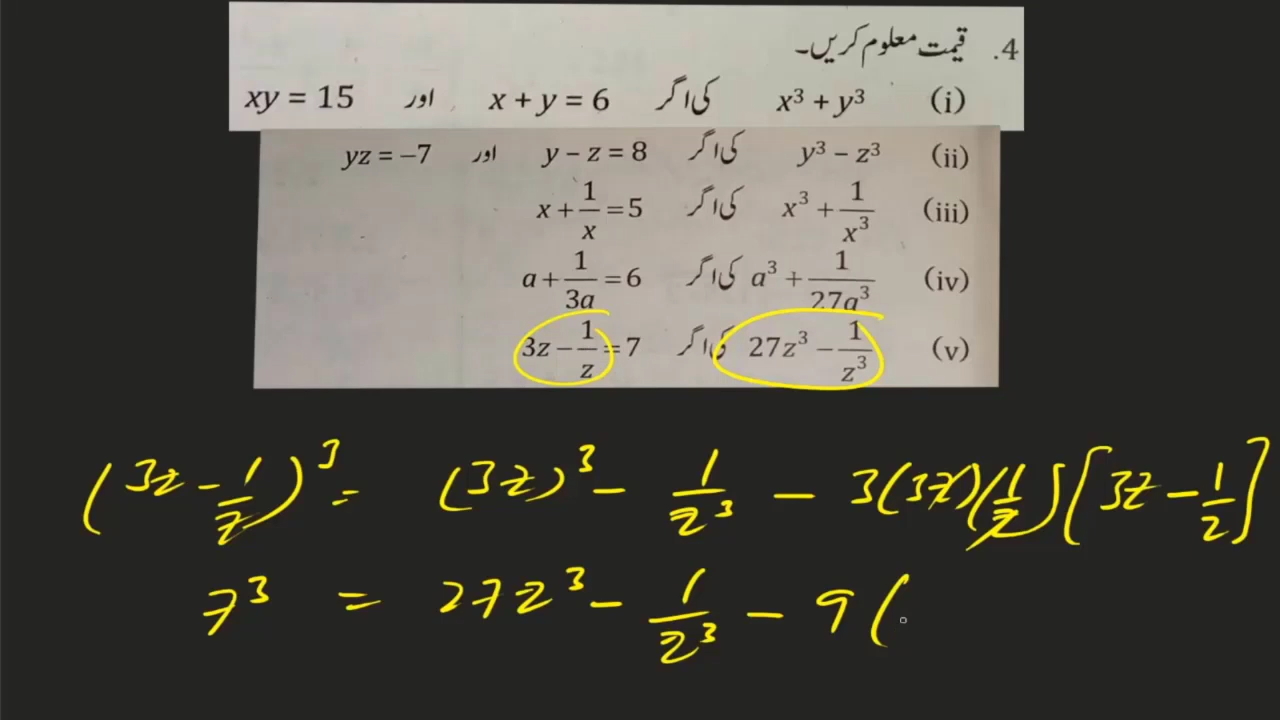 4. قیمت معلوم کریں۔
(i) x³ + y³ کی اگر x + y = 6 اور xy = 15
(ii) y³ – z³ کی اگر y – z = 8 اور yz = –7
(iii) x³ + 1/x³ کی اگر x + 1/x = 5
(iv) a³ + 1/27a³ کی اگر a + 1/3a = 6
(v) 27z³ – 1/z³ کی اگر 3z – 1/z = 7
(3z - 1/z)³ = (3z)³ - 1/z³ - 3(3z)(1/z)[3z - 1/z]
7³ = 27z³ - 1/z³ - 9(